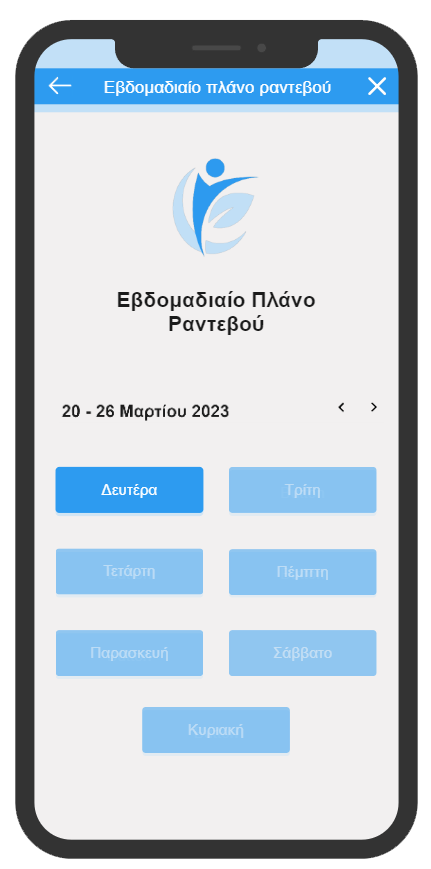 Εβδομαδιαίο πλάνο ραντεβού
Εβδομαδιαίο Πλάνο
Ραντεβού
20 - 26 Μαρτίου 2023
Δευτέρα
Τρίτη
Τετάρτη
Πέμπτη
Παρασκευή
Σάββατο
Κυριακή